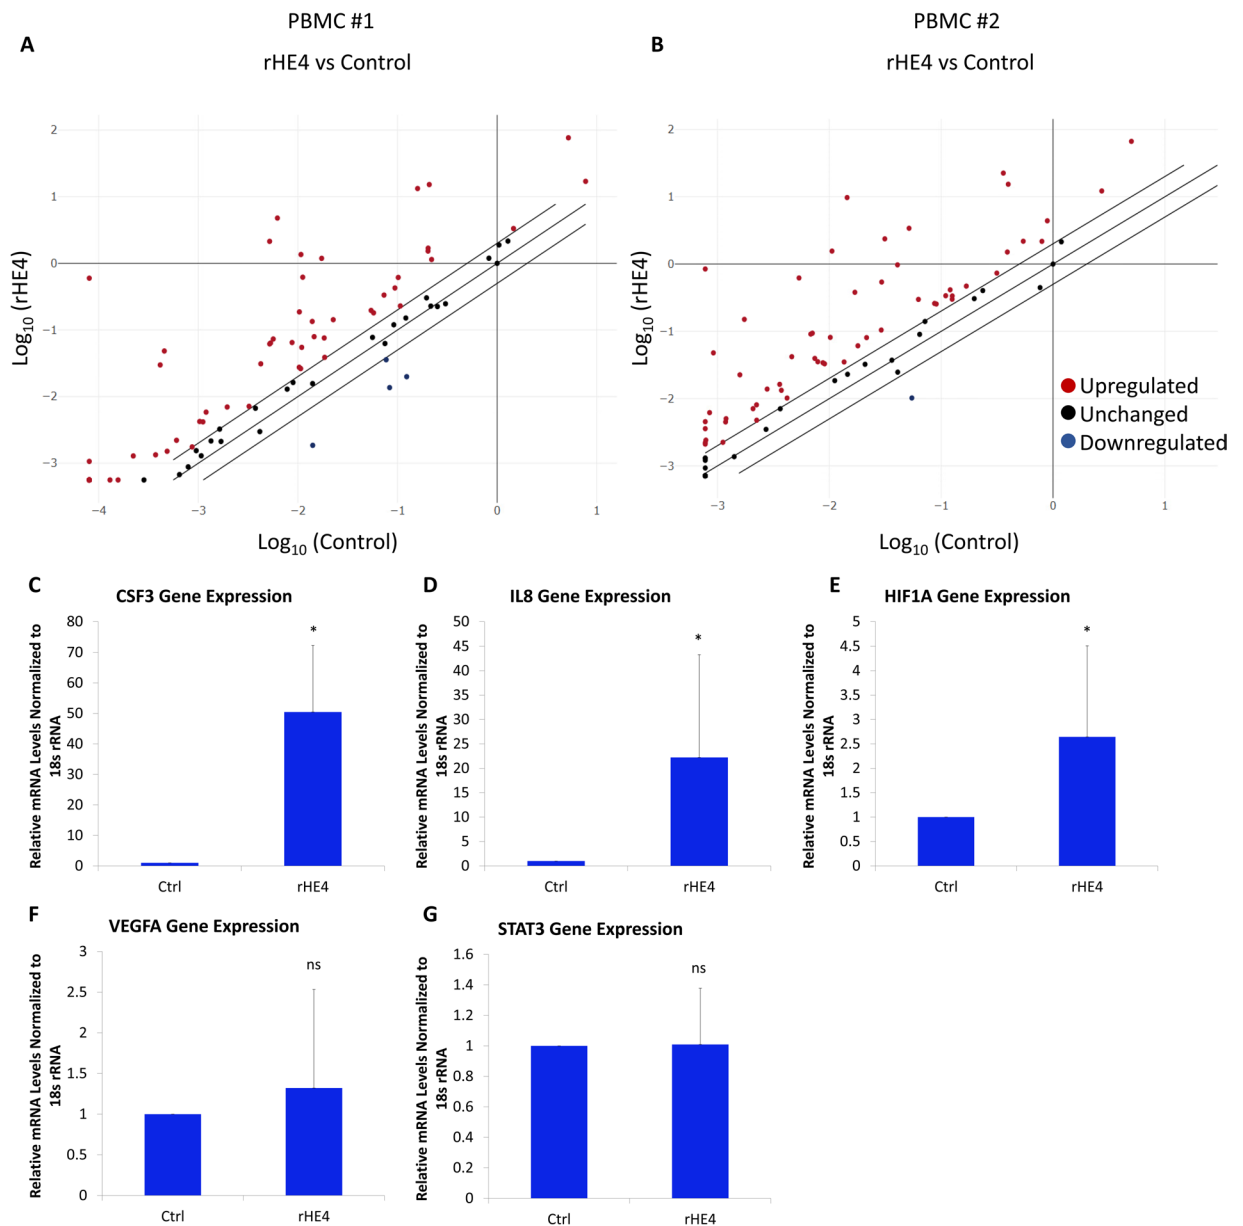 PBMC #1
PBMC #2
A
B
rHE4 vs Control
rHE4 vs Control
2
1
0
−1
−2
−3
−4
−3
−2
−1
0
1
Log10 (rHE4)
Log10 (Control)
2
1
0
−1
−2
−3
−3
−2
−1
0
1
Log10 (rHE4)
Log10 (Control)
Upregulated
Unchanged
Downregulated
C
CSF3 Gene Expression
Relative mRNA Levels Normalized to
18s rRNA
80
70
60
50
40
30
20
10
0
*
Ctrl
rHE4
D
IL8 Gene Expression
Relative mRNA Levels Normalized to
18s rRNA
50
45
40
35
30
25
20
15
10
5
0
*
Ctrl
rHE4
E
HIF1A Gene Expression
Relative mRNA Levels Normalized to
18s rRNA
5
4.5
4
3.5
3
2.5
2
1.5
1
0.5
0
*
Ctrl
rHE4
F
VEGFA Gene Expression
Relative mRNA Levels Normalized to
18s rRNA
3
2.5
2
1.5
1
0.5
0
ns
Ctrl
rHE4
G
STAT3 Gene Expression
Relative mRNA Levels Normalized to
18s rRNA
1.6
1.4
1.2
1
0.8
0.6
0.4
0.2
0
ns
Ctrl
rHE4